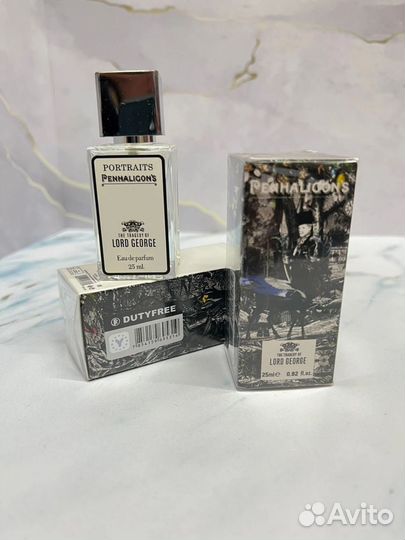 PORTRAITS
PENHALIGON'S
THE TRAGEDY OF
LORD GEORGE
Eau de parfum
25 ml
DUTYFREE
PENHALIGON'S
THE TRAGEDY OF
LORD GEORGE
25ml e 0.82 fl.oz.
Avito